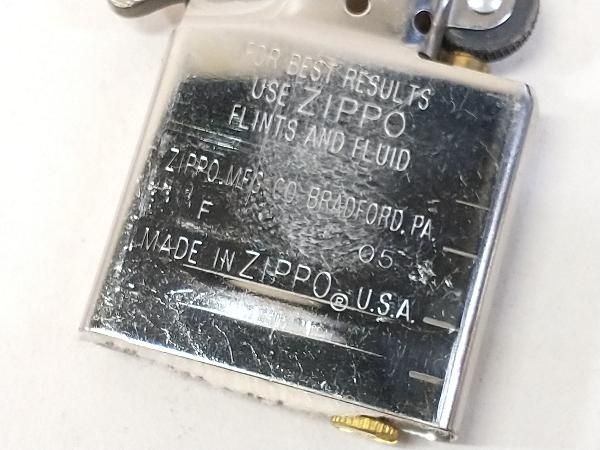 FOR BEST RESULTS
USE ZIPPO
FLINTS AND FLUID
ZIPPO MFG. CO. BRADFORD, PA.
F 05
MADE IN ZIPPO® U.S.A.